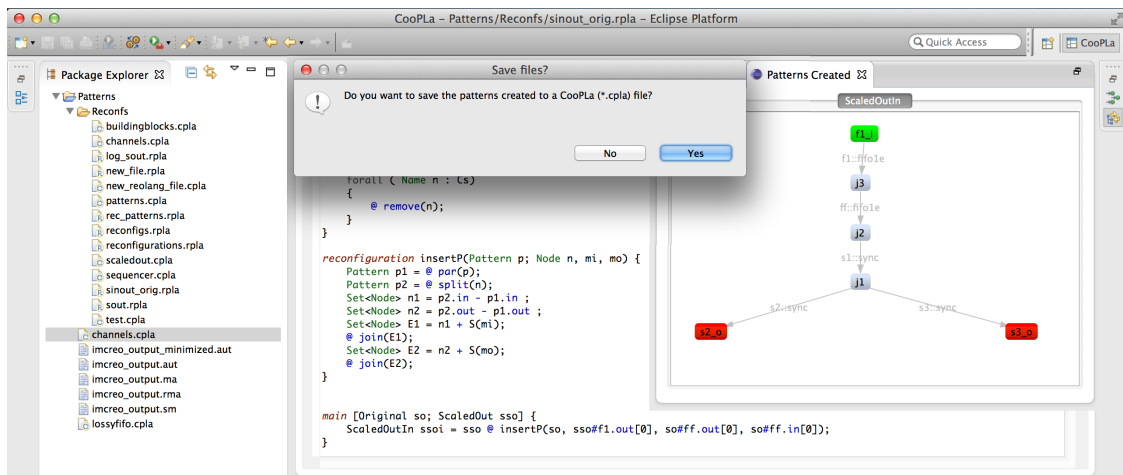 CooPLa – Patterns/Reconfs/sinout_orig.rpla – Eclipse Platform
Quick Access
CooPLa
Package Explorer
Patterns
Reconfs
buildingblocks.cpla
channels.cpla
log_sout.rpla
new_file.rpla
new_reolang_file.cpla
patterns.cpla
rec_patterns.rpla
reconfigs.rpla
reconfigurations.rpla
scaledout.cpla
sequencer.cpla
sinout_orig.rpla
sout.rpla
test.cpla
channels.cpla
imcreo_output_minimized.aut
imcreo_output.aut
imcreo_output.ma
imcreo_output.rma
imcreo_output.sm
lossyfifo.cpla
Save files?
Do you want to save the patterns created to a CooPLa (*.cpla) file?
No
Yes
forall ( Name n : Cs)
{
@ remove(n);
}
}
reconfiguration insertP(Pattern p; Node n, mi, mo) {
Pattern p1 = @ par(p);
Pattern p2 = @ split(n);
Set<Node> n1 = p2.in - p1.in ;
Set<Node> n2 = p2.out - p1.out ;
Set<Node> E1 = n1 + S(mi);
@ join(E1);
Set<Node> E2 = n2 + S(mo);
@ join(E2);
}
main [Original so; ScaledOut sso] {
ScaledOutIn ssoi = sso @ insertP(so, sso#f1.out[0], so#ff.out[0], so#ff.in[0]);
}
Patterns Created
ScaledOutIn
f1_i
f1::fifo1e
j3
ff::fifo1e
j2
s1::sync
j1
s2::sync
s3::sync
s2_o
s3_o